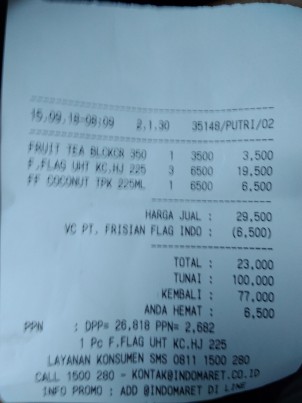 15.09.18-08:09 2.1.30 35148/PUTRI/02
FRUIT TEA BLCKCR 350 1 3500 3,500
F.FLAG UHT KC.HJ 225 3 6500 19,500
FF COCONUT TPK 225ML 1 6500 6,500
HARGA JUAL : 29,500
VC PT. FRISIAN FLAG INDO : (6,500)
TOTAL : 23,000
TUNAI : 100,000
KEMBALI : 77,000
ANDA HEMAT : 6,500
PPN : DPP= 26,818 PPN= 2,682
1 Pc F.FLAG UHT KC.HJ 225
LAYANAN KONSUMEN SMS 0811 1500 280
CALL 1500 280 - KONTAK@INDOMARET.CO.ID
INFO PROMO : ADD @INDOMARET DI LINE